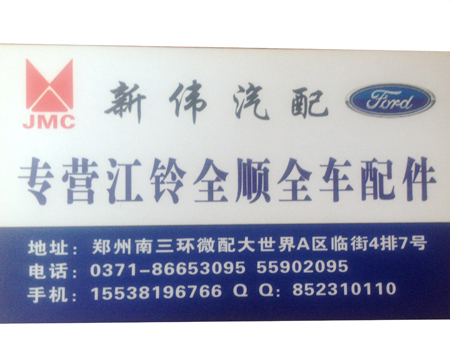 JMC 新伟汽配 Ford
专营江铃全顺全车配件
地址：郑州南三环微配大世界A区临街4排7号
电话：0371-86653095 55902095
手机：15538196766 Q Q：852310110